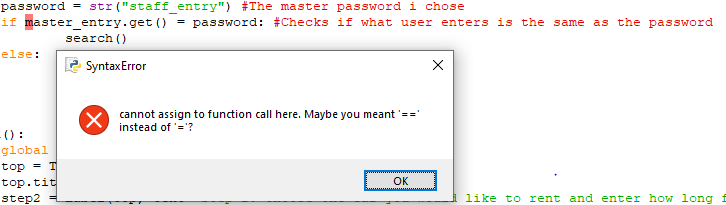 password = str("staff_entry") #The master password i chose
if master_entry.get() = password: #Checks if what user enters is the same as the password
search()
else:
SyntaxError
cannot assign to function call here. Maybe you meant '=='
instead of '='?
OK
():
global
top = T
top.tit
step2 = like to rent and enter how long f